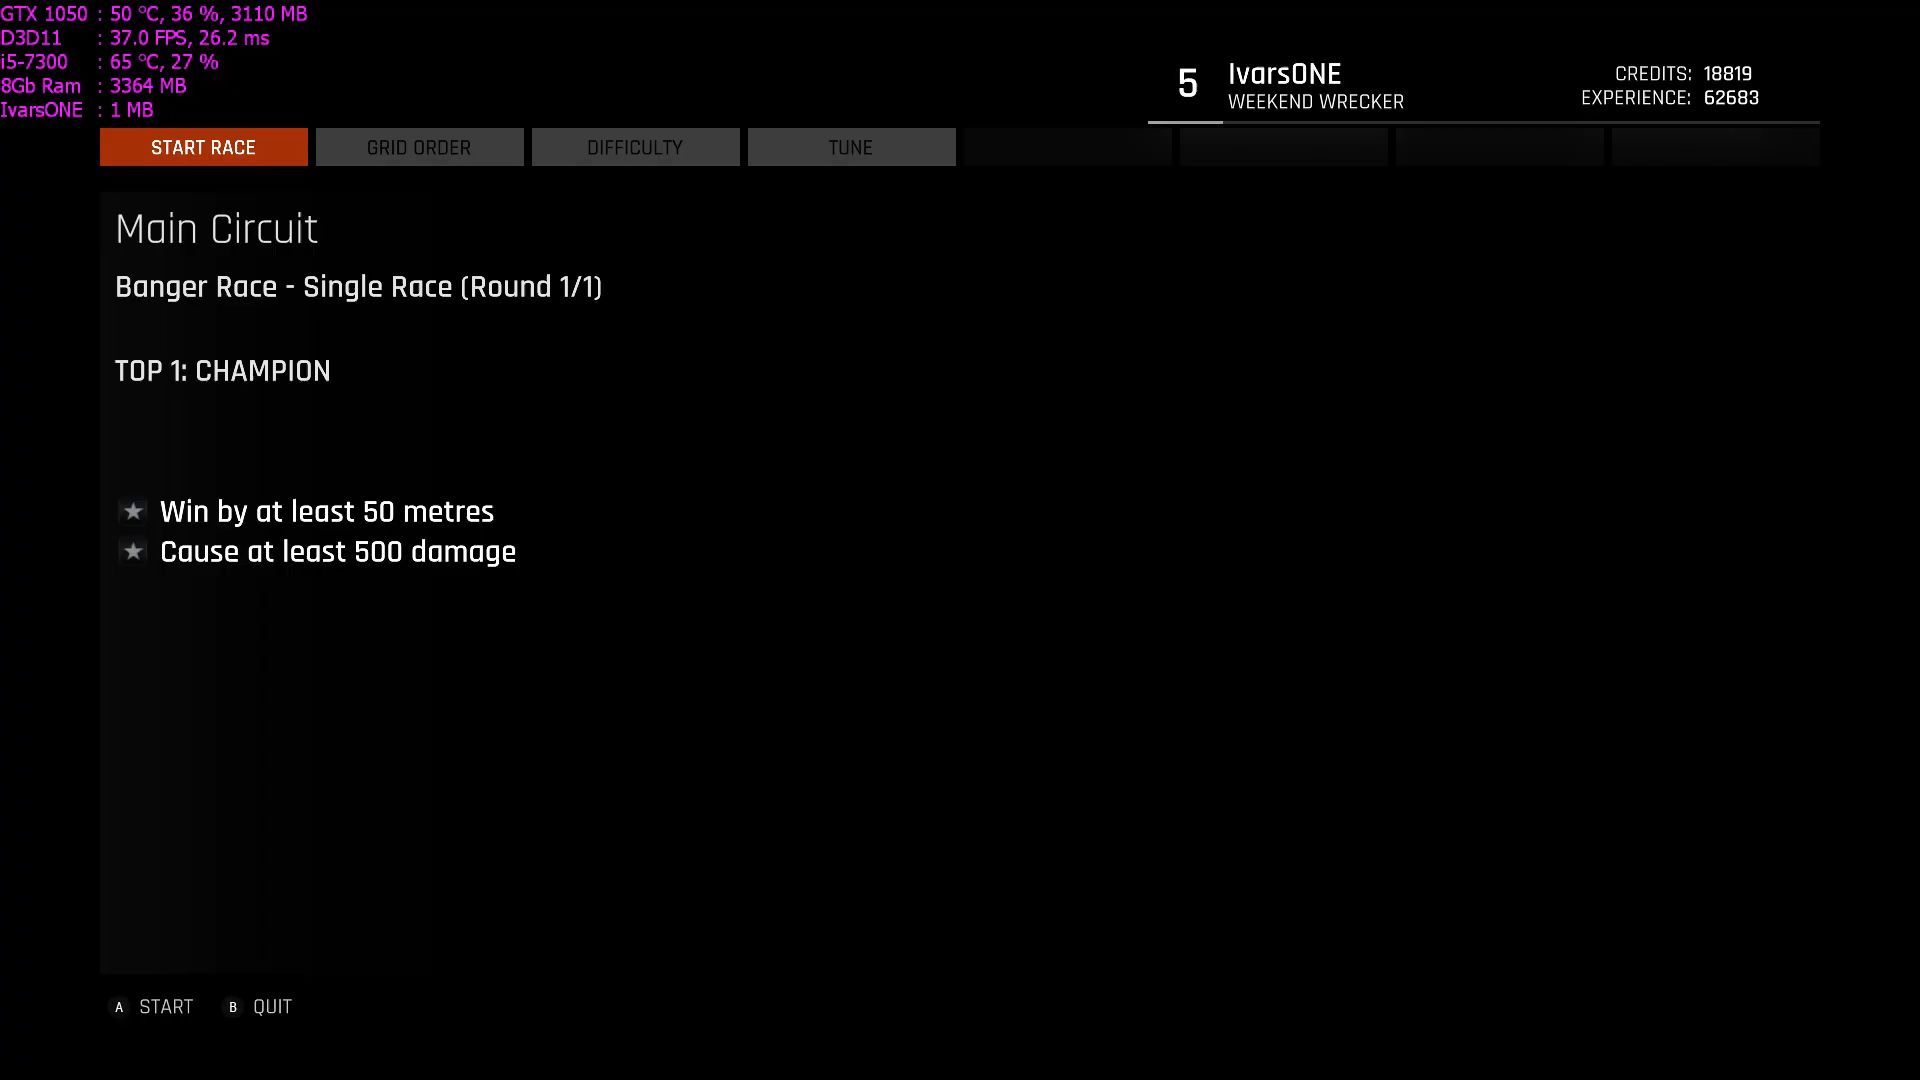 GTX 1050 : 50 °C, 36 %, 3110 MB
D3D11 : 37.0 FPS, 26.2 ms
i5-7300 : 65 °C, 27 %
8Gb Ram : 3364 MB
IvarsONE : 1 MB
5 IvarsONE
WEEKEND WRECKER
CREDITS: 18819
EXPERIENCE: 62683
START RACE GRID ORDER DIFFICULTY TUNE
Main Circuit
Banger Race - Single Race (Round 1/1)
TOP 1: CHAMPION
Win by at least 50 metres
Cause at least 500 damage
A START B QUIT